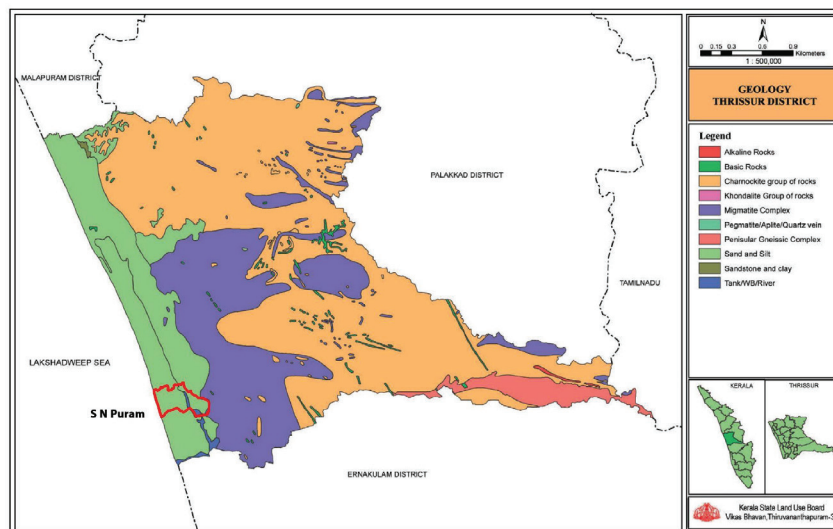 MALAPURAM DISTRICT
PALAKKAD DISTRICT
TAMILNADU
LAKSHADWEEP SEA
S N Puram
ERNAKULAM DISTRICT
N
0 0.15 0.3 0.6 0.9
Kilometers
1 : 500,000
GEOLOGY
THRISSUR DISTRICT
Legend
Alkaline Rocks
Basic Rocks
Charnockite group of rocks
Khondalite Group of rocks
Migmatite Complex
Pegmatite/Aplite/Quartz vein
Penisular Gneissic Complex
Sand and Silt
Sandstone and clay
Tank/WB/River
KERALA
THRISSUR
Kerala State Land Use Board
Vikas Bhavan,Thiruvananthapuram-3